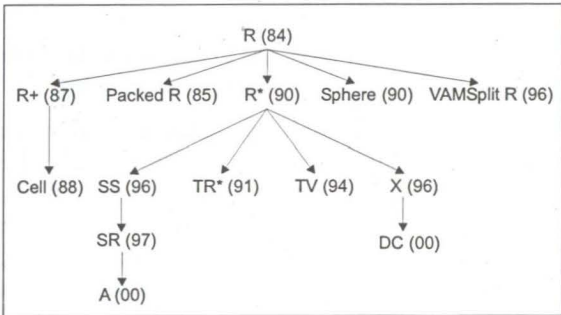 R (84)
R+ (87) Packed R (85) R* (90) Sphere (90) VAMSplit R (96)
Cell (88) SS (96) TR* (91) TV (94) X (96)
SR (97) DC (00)
A (00)